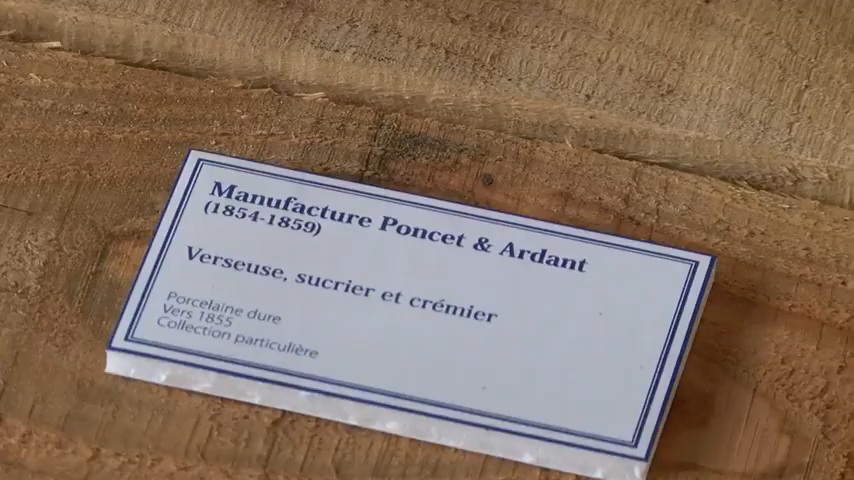 Manufacture Poncet & Ardant
(1854-1859)
Verseuse, sucrier et crémier
Porcelaine dure
Vers 1855
Collection particulière